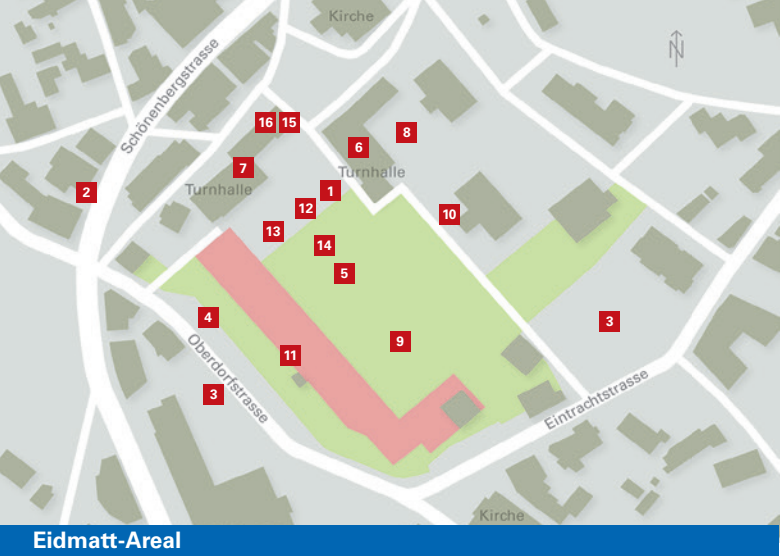 Kirche
N
Schönenbergstrasse
16 15
8
6
7
Turnhalle
Turnhalle
2
1
12
10
13
14
5
4
3
9
11
Oberdorfstrasse
3
Eintrachtstrasse
Kirche
Eidmatt-Areal